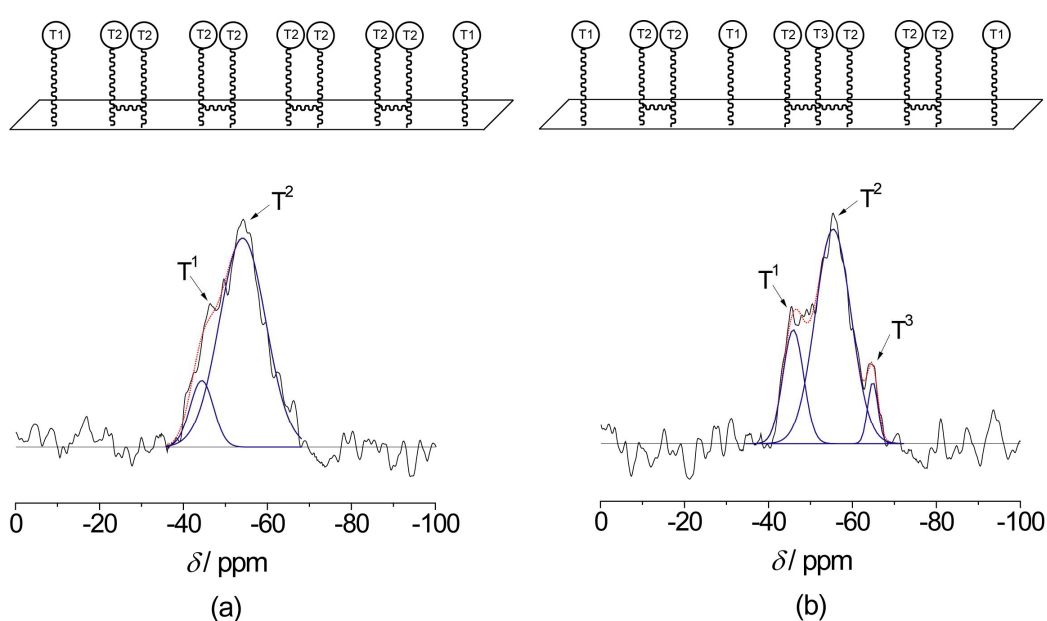 T1 T2 T2 T2 T2 T2 T2 T2 T2 T1
T1 T2 T2 T1 T2 T3 T2 T2 T2 T1
T²
T¹
0 -20 -40 -60 -80 -100
δ/ ppm
(a)
T²
T¹
T³
0 -20 -40 -60 -80 -100
δ/ ppm
(b)